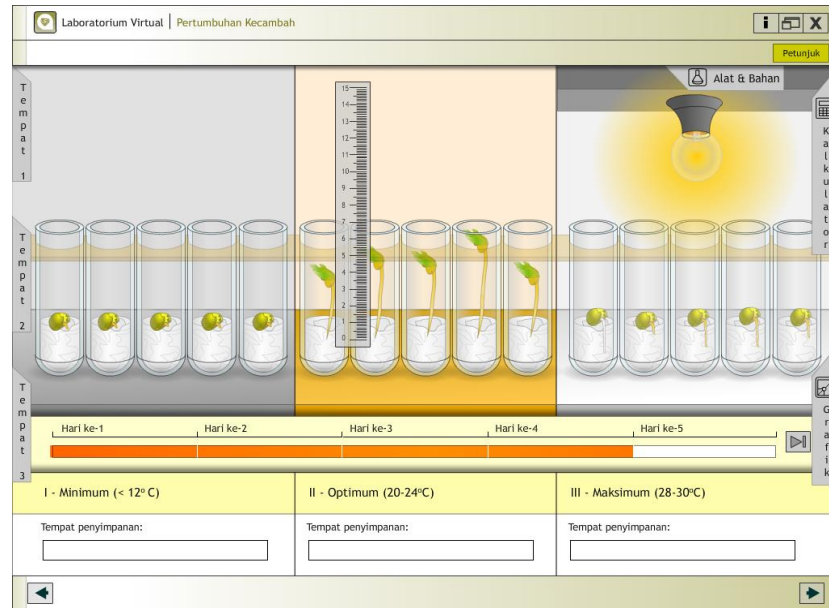 Laboratorium Virtual | Pertumbuhan Kecambah
i X
Petunjuk
Alat & Bahan
Tempat 1
Tempat 2
Tempat 3
Kalkulator
Grafik
15
14
13
12
11
10
9
8
7
6
5
4
3
2
1
0
Hari ke-1 Hari ke-2 Hari ke-3 Hari ke-4 Hari ke-5
I - Minimum (< 12° C) II - Optimum (20-24°C) III - Maksimum (28-30°C)
Tempat penyimpanan: Tempat penyimpanan: Tempat penyimpanan: